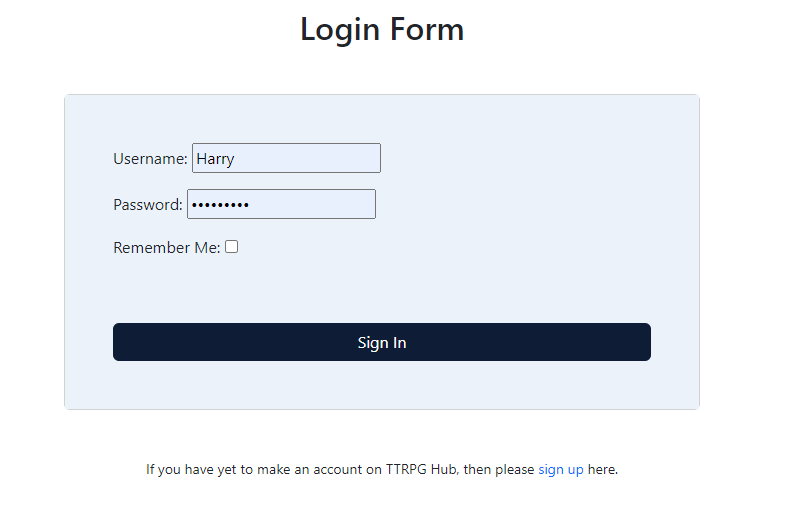 Login Form
Username: Harry
Password: •••••••••
Remember Me:
Sign In
If you have yet to make an account on TTRPG Hub, then please sign up here.